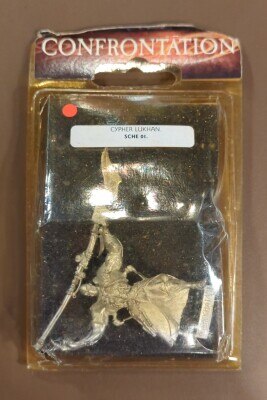 CONFRONTATION
CYPHER LUKHAN.
SCHE 01.